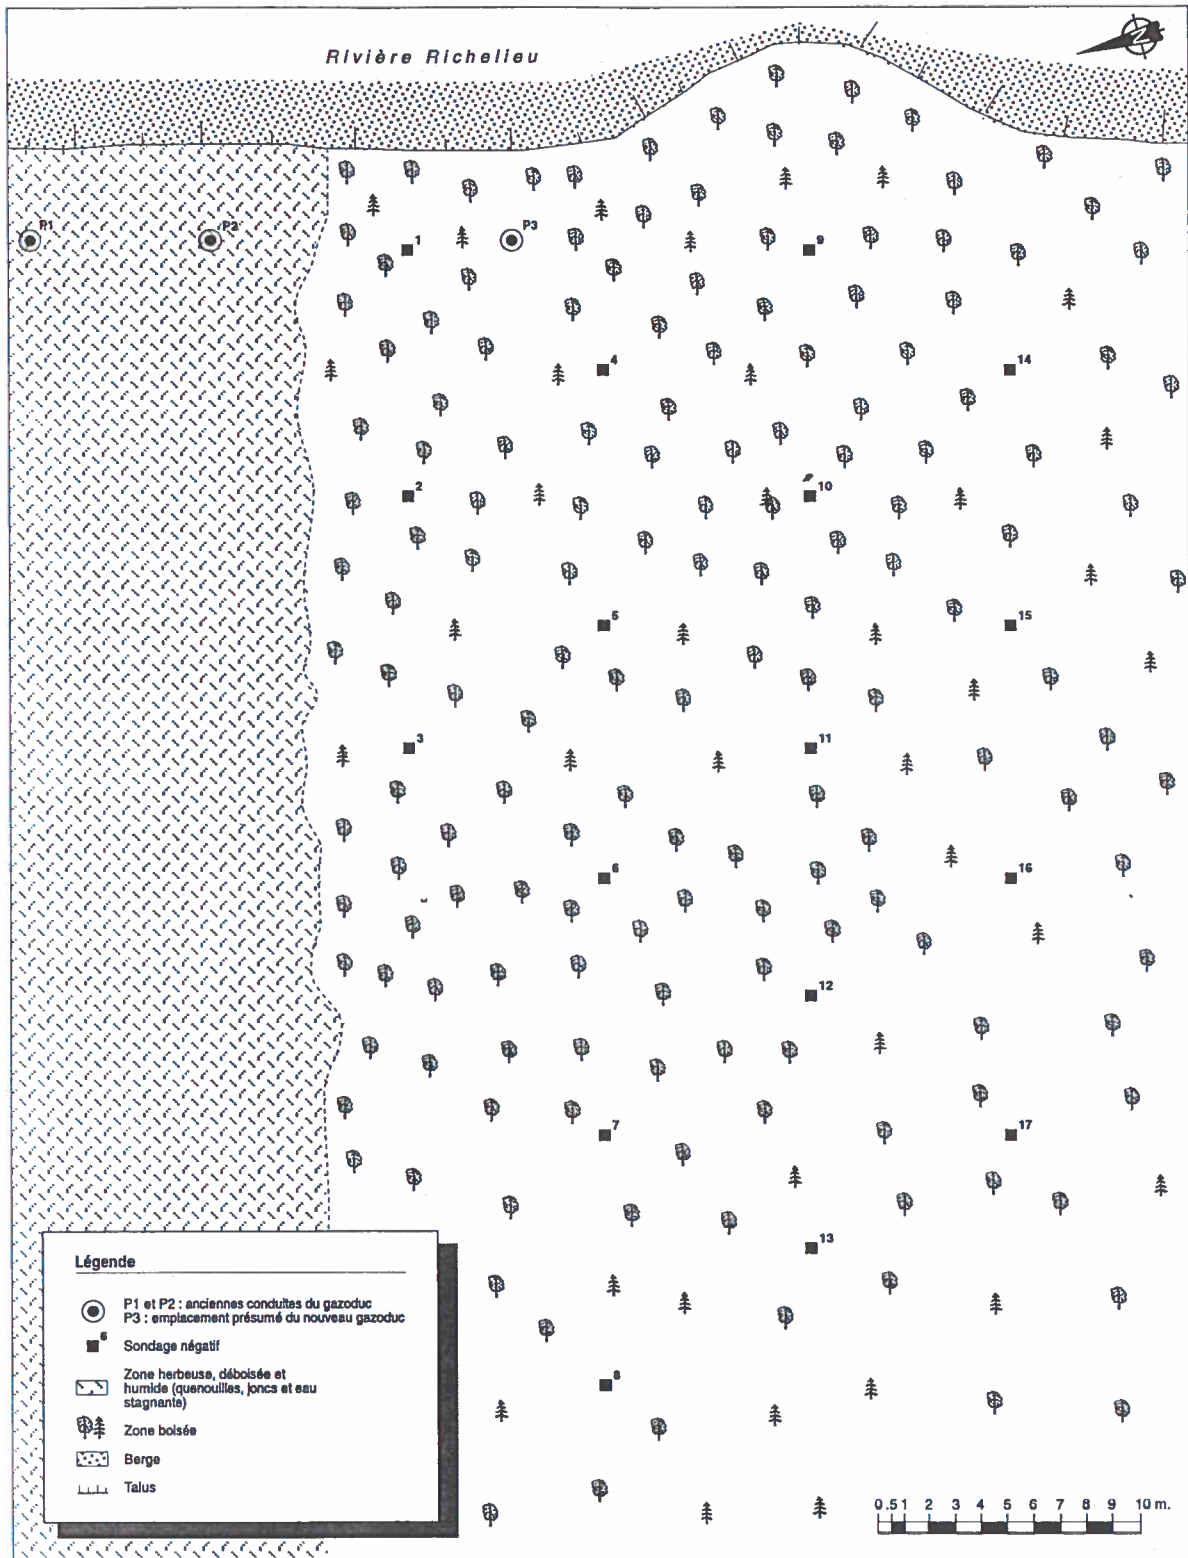 Rivière Richelieu
N
P1
P2
P3
1
9
4
14
2
10
5
15
3
11
6
16
12
7
17
13
8
Légende
P1 et P2 : anciennes conduites du gazoduc
P3 : emplacement présumé du nouveau gazoduc
6
Sondage négatif
Zone herbeuse, déboisée et
humide (quenouilles, joncs et eau
stagnante)
Zone boisée
Berge
Talus
0 .5 1 2 3 4 5 6 7 8 9 10 m.